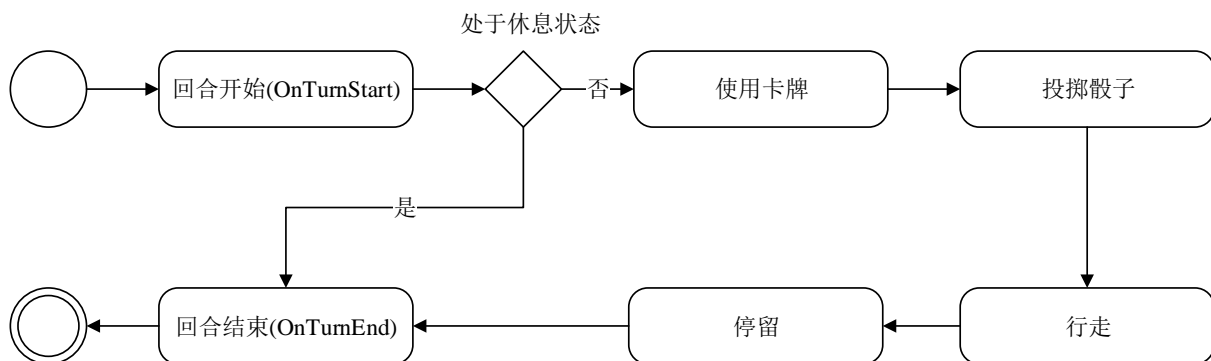 处于休息状态
回合开始(OnTurnStart)
否
使用卡牌
投掷骰子
是
回合结束(OnTurnEnd)
停留
行走